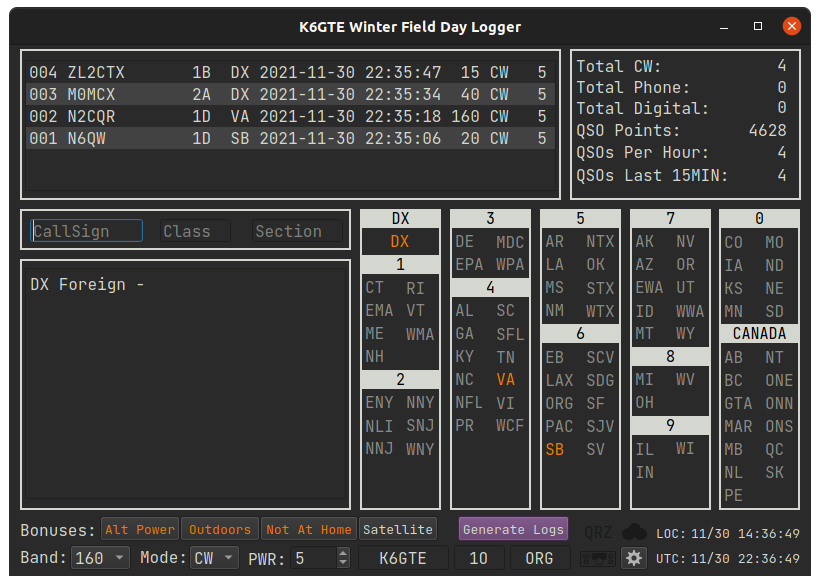 K6GTE Winter Field Day Logger
004 ZL2CTX 1B DX 2021-11-30 22:35:47 15 CW 5
003 M0MCX 2A DX 2021-11-30 22:35:34 40 CW 5
002 N2CQR 1D VA 2021-11-30 22:35:18 160 CW 5
001 N6QW 1D SB 2021-11-30 22:35:06 20 CW 5
Total CW: 4
Total Phone: 0
Total Digital: 0
QSO Points: 4628
QSOs Per Hour: 4
QSOs Last 15MIN: 4
CallSign Class Section
DX Foreign -
DX
DX
1
CT RI
EMA VT
ME WMA
NH
2
ENY NNY
NLI SNJ
NNJ WNY
3
DE MDC
EPA WPA
4
AL SC
GA SFL
KY TN
NC VA
NFL VI
PR WCF
5
AR NTX
LA OK
MS STX
NM WTX
6
EB SCV
LAX SDG
ORG SF
PAC SJV
SB SV
7
AK NV
AZ OR
EWA UT
ID WWA
MT WY
8
MI WV
OH
9
IL WI
IN
0
CO MO
IA ND
KS NE
MN SD
CANADA
AB NT
BC ONE
GTA ONN
MAR ONS
MB QC
NL SK
PE
Bonuses: Alt Power Outdoors Not At Home Satellite Generate Logs QRZ LOC: 11/30 14:36:49
Band: 160 Mode: CW PWR: 5 K6GTE 1O ORG UTC: 11/30 22:36:49